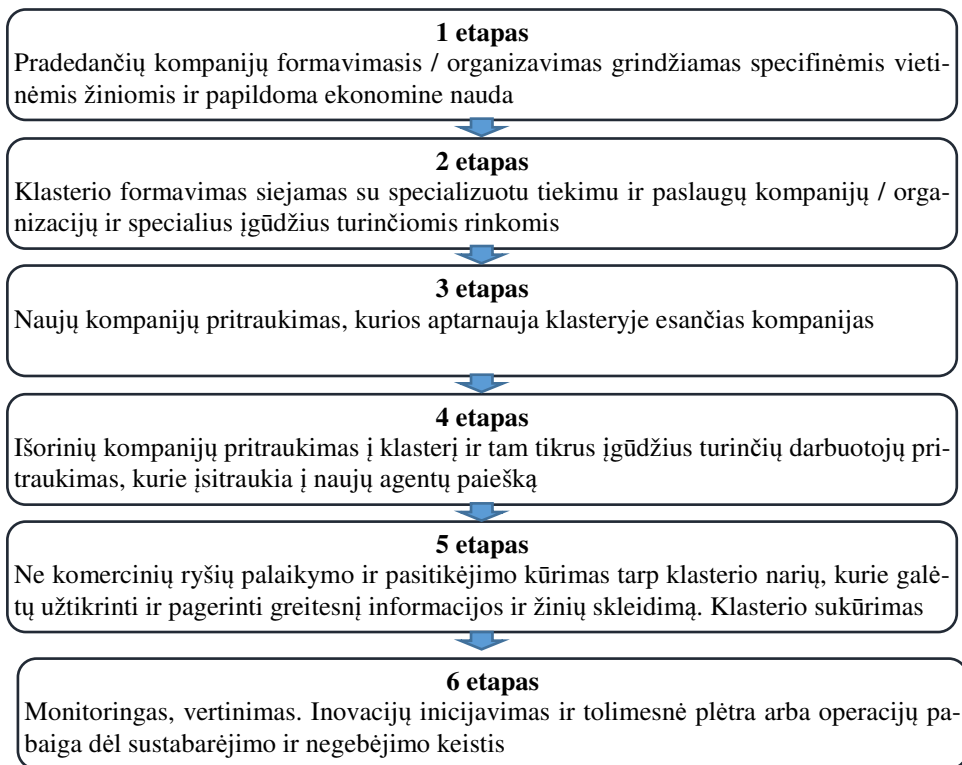 1 etapas
Pradedančių kompanijų formavimasis / organizavimas grindžiamas specifinėmis vieti-
nėmis žiniomis ir papildoma ekonomine nauda
2 etapas
Klasterio formavimas siejamas su specializuotu tiekimu ir paslaugų kompanijų / orga-
nizacijų ir specialius įgūdžius turinčiomis rinkomis
3 etapas
Naujų kompanijų pritraukimas, kurios aptarnauja klasteryje esančias kompanijas
4 etapas
Išorinių kompanijų pritraukimas į klasterį ir tam tikrus įgūdžius turinčių darbuotojų pri-
traukimas, kurie įsitraukia į naujų agentų paiešką
5 etapas
Ne komercinių ryšių palaikymo ir pasitikėjimo kūrimas tarp klasterio narių, kurie galė-
tų užtikrinti ir pagerinti greitesnį informacijos ir žinių skleidimą. Klasterio sukūrimas
6 etapas
Monitoringas, vertinimas. Inovacijų inicijavimas ir tolimesnė plėtra arba operacijų pa-
baiga dėl sustabarėjimo ir negebėjimo keistis